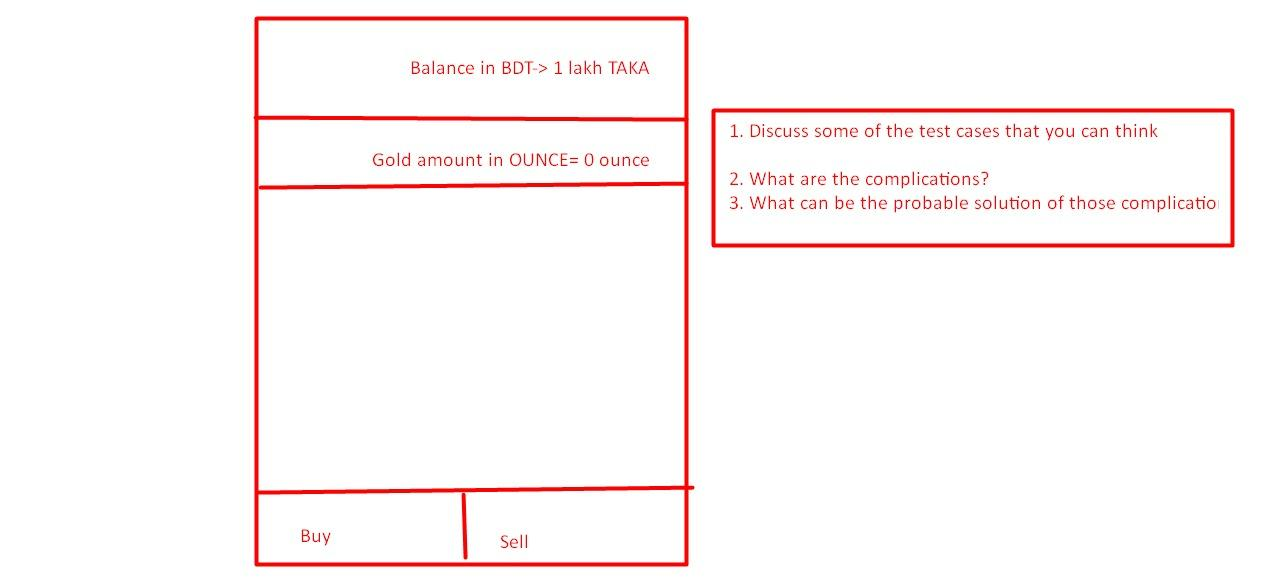 Balance in BDT-> 1 lakh TAKA
Gold amount in OUNCE= 0 ounce
Buy
Sell
1. Discuss some of the test cases that you can think
2. What are the complications?
3. What can be the probable solution of those complicatio